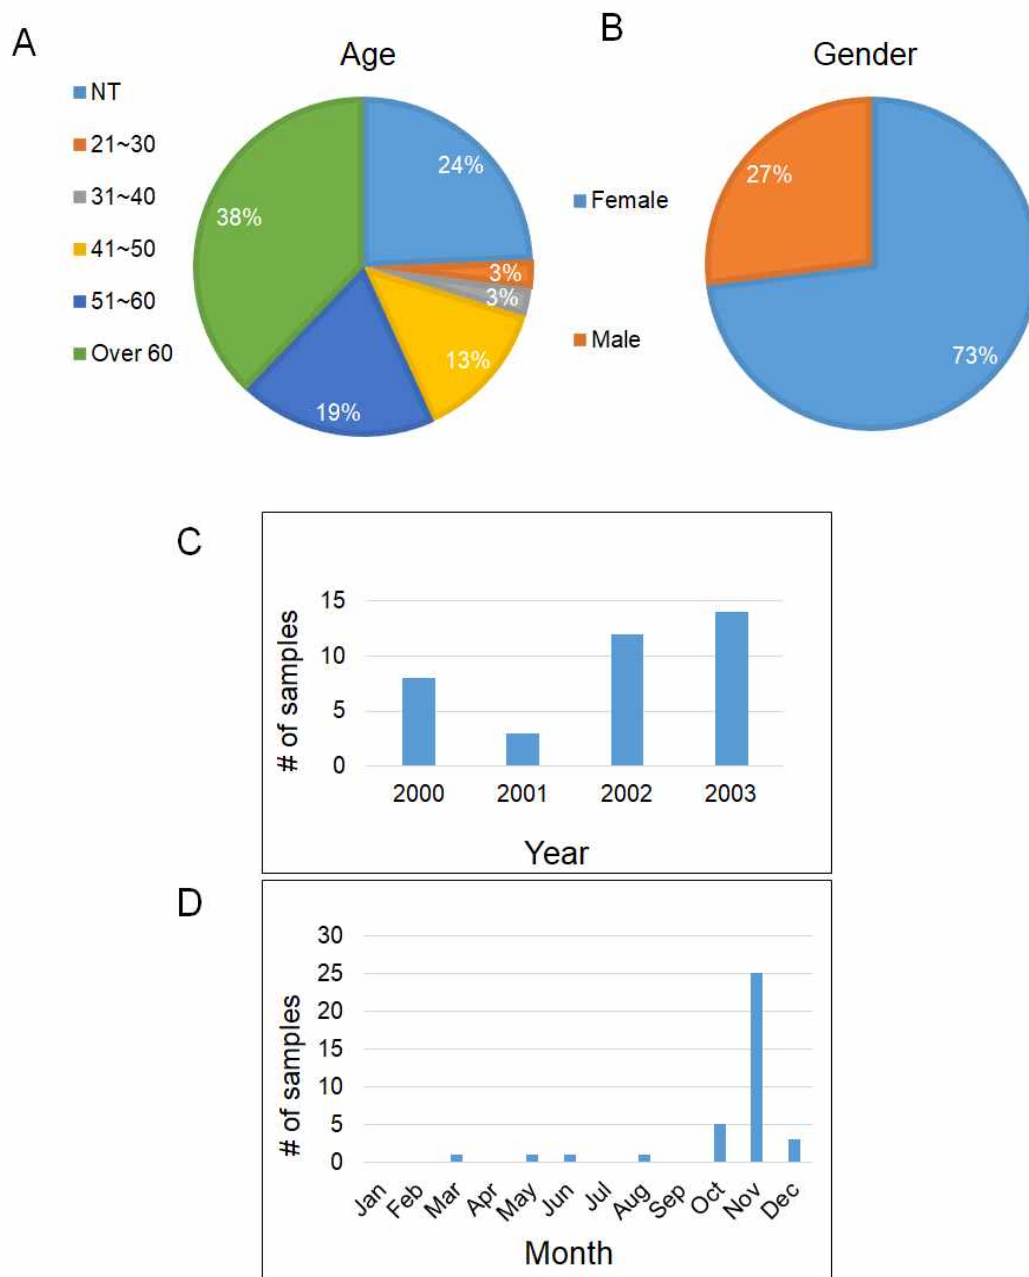 A
Age
NT
21~30
31~40
41~50
51~60
Over 60
24%
3%
3%
13%
19%
38%
B
Gender
Female
Male
27%
73%
C
# of samples
15
10
5
0
2000 2001 2002 2003
Year
D
# of samples
30
25
20
15
10
5
0
Jan Feb Mar Apr May Jun Jul Aug Sep Oct Nov Dec
Month